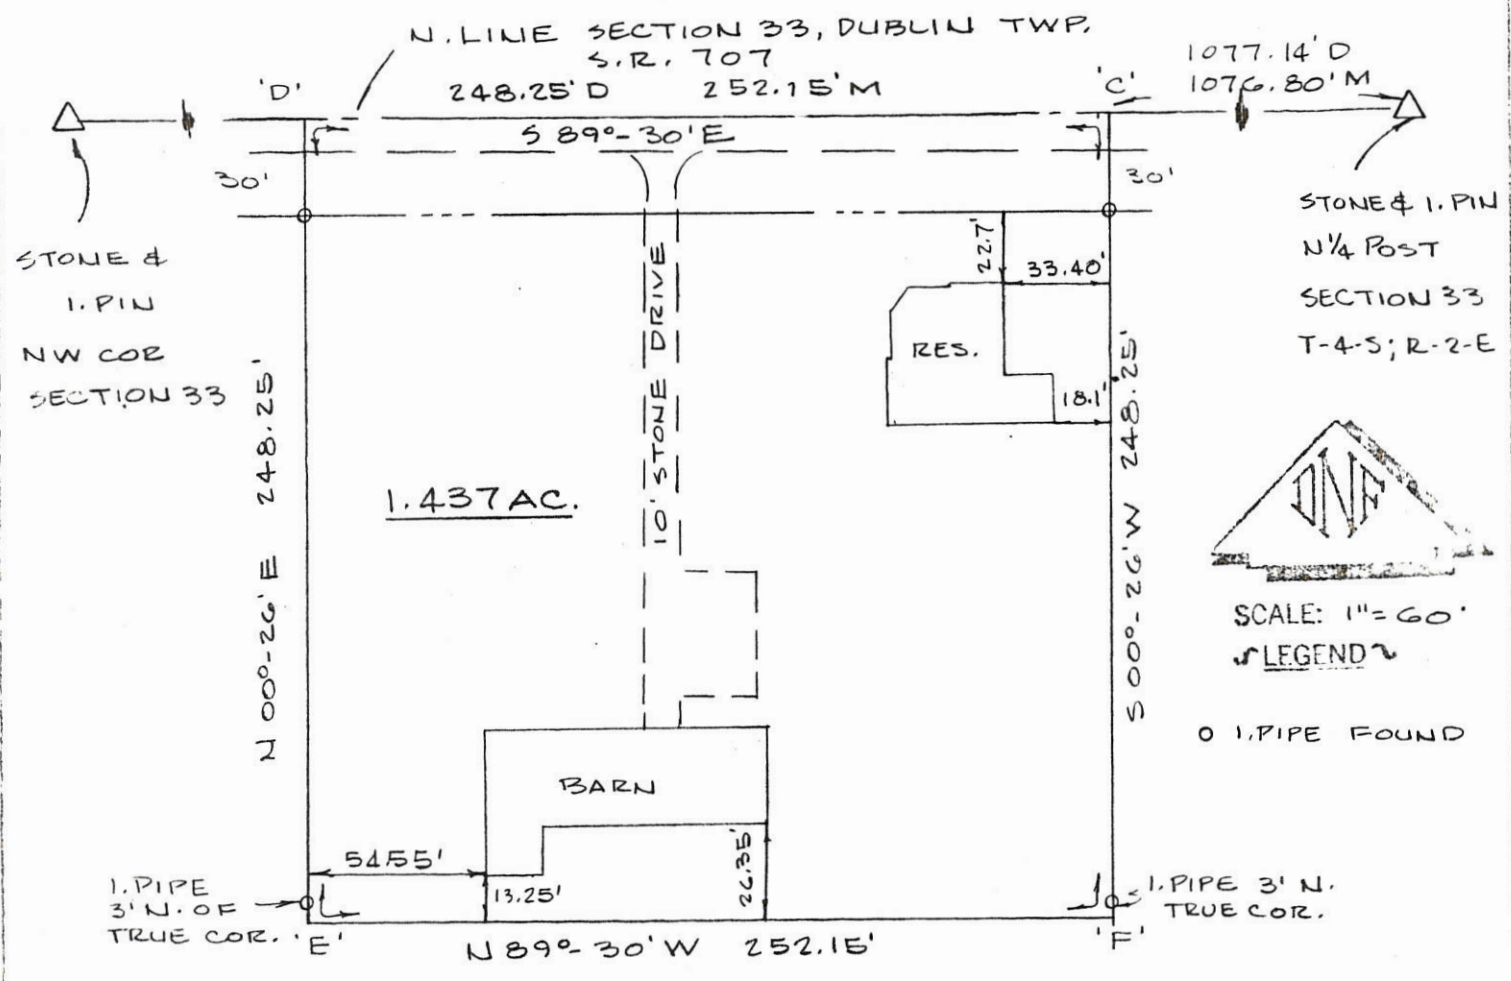 N. LINE SECTION 33, DUBLIN TWP.
S.R. 707
'D'
248.25' D 252.15' M
'C'
1077.14' D
1076.80' M
S 89°-30' E
30'
30'
STONE &
I. PIN
NW COR
SECTION 33
STONE & I. PIN
N¼ POST
SECTION 33
T-4-S; R-2-E
22.7'
33.40'
RES.
18.1'
N 00°-26' E 248.25'
10' STONE DRIVE
S 00°-26' W 248.25'
1.437 AC.
DNF
SCALE: 1"= 60'
LEGEND
o I. PIPE FOUND
BARN
54.55'
13.25'
26.35'
I. PIPE
3' N. OF
TRUE COR.
'E'
N 89°-30' W 252.15'
I. PIPE 3' N.
TRUE COR.
'F'